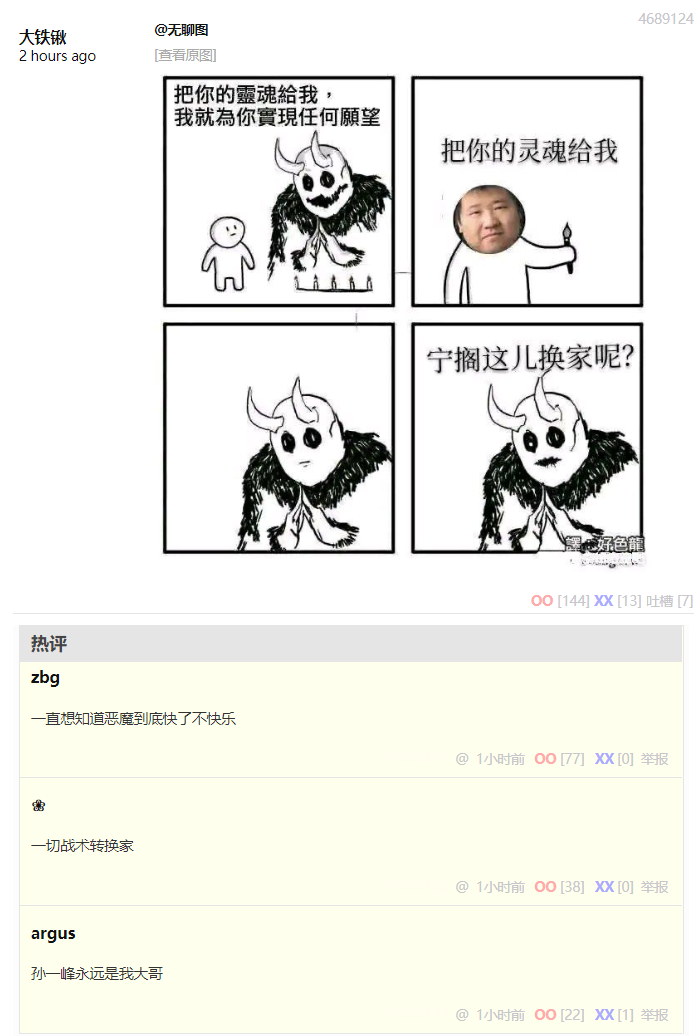 4689124
大铁锹
2 hours ago
@无聊图
[查看原图]
把你的靈魂給我，
我就為你實現任何願望
把你的灵魂给我
宁搁这儿换家呢？
好色龍
OO [144] XX [13] 吐槽 [7]
热评
zbg
一直想知道恶魔到底快了不快乐
@ 1小时前 OO [77] XX [0] 举报
❀
一切战术转换家
@ 1小时前 OO [38] XX [0] 举报
argus
孙一峰永远是我大哥
@ 1小时前 OO [22] XX [1] 举报